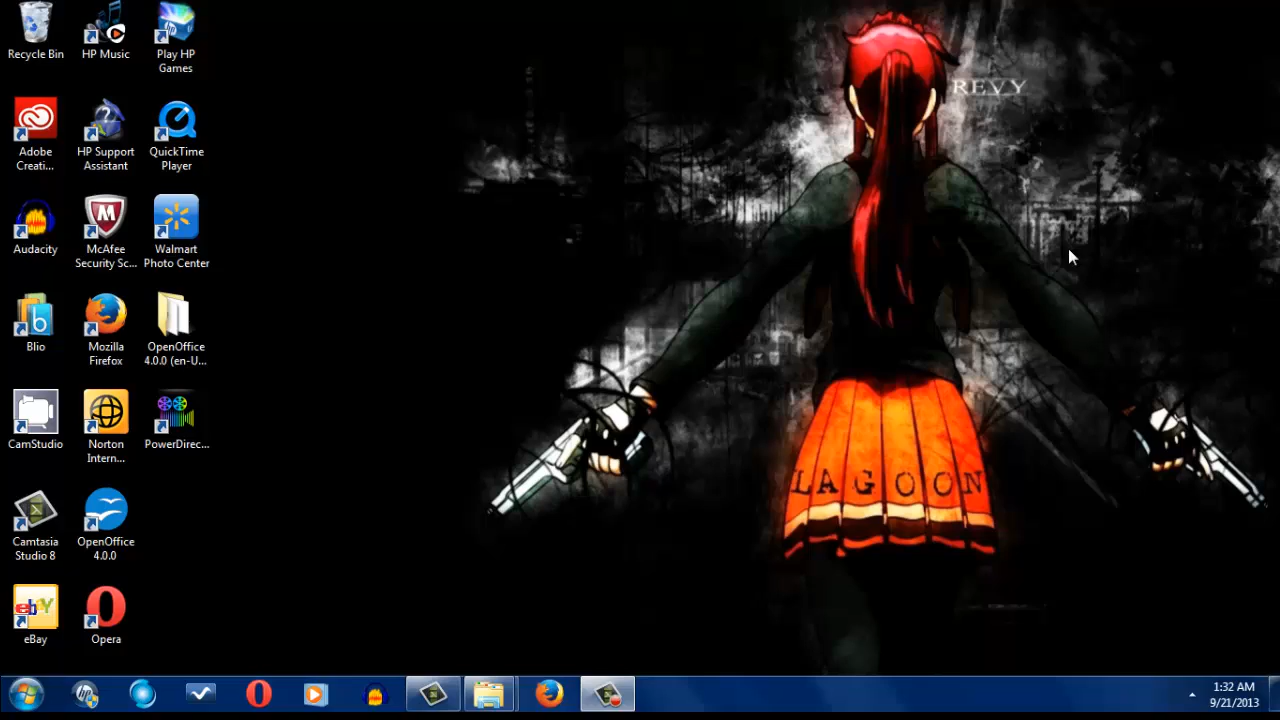 Recycle Bin
HP Music
Play HP
Games
Adobe
Creati...
HP Support
Assistant
QuickTime
Player
Audacity
McAfee
Security Sc...
Walmart
Photo Center
Blio
Mozilla
Firefox
OpenOffice
4.0.0 (en-U...
CamStudio
Norton
Intern...
PowerDirec...
Camtasia
Studio 8
OpenOffice
4.0.0
eBay
Opera
REVY
LAGOON
1:32 AM
9/21/2013